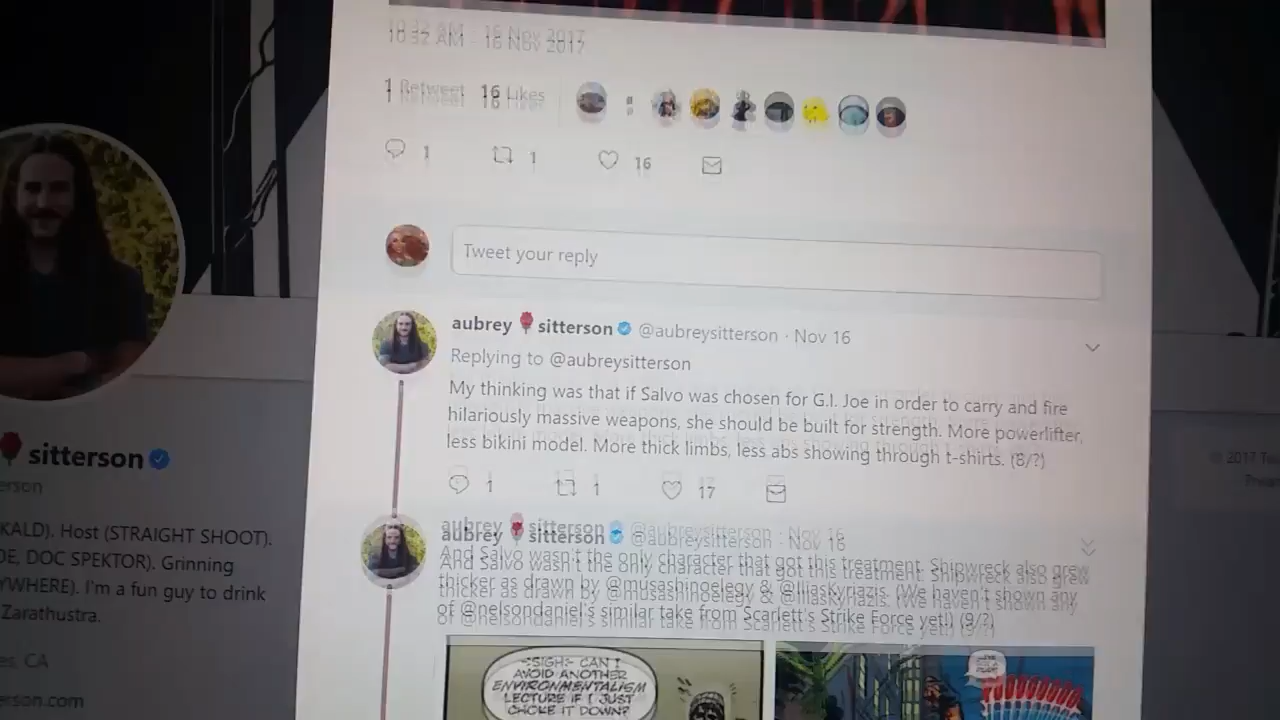 10:32 AM - 16 Nov 2017
1 Retweet 16 Likes
1 1 16
Tweet your reply
aubrey sitterson @aubreysitterson · Nov 16
Replying to @aubreysitterson
My thinking was that if Salvo was chosen for G.I. Joe in order to carry and fire
hilariously massive weapons, she should be built for strength. More powerlifter,
less bikini model. More thick limbs, less abs showing through t-shirts. (8/?)
1 1 17
aubrey sitterson @aubreysitterson · Nov 16
And Salvo wasn't the only character that got this treatment. Shipwreck also grew
thicker as drawn by @musashinoelegy & @IliasKyriazis. (We haven't shown any
of @nelsondaniel's similar take from Scarlett's Strike Force yet!) (9/?)
-SIGH- CAN I
AVOID ANOTHER
ENVIRONMENTALISM
LECTURE IF I JUST
CHOKE IT DOWN?
sitterson
erson
KALD). Host (STRAIGHT SHOOT).
DE, DOC SPEKTOR). Grinning
YWHERE). I'm a fun guy to drink
Zarathustra.
es, CA
erson.com
© 2017